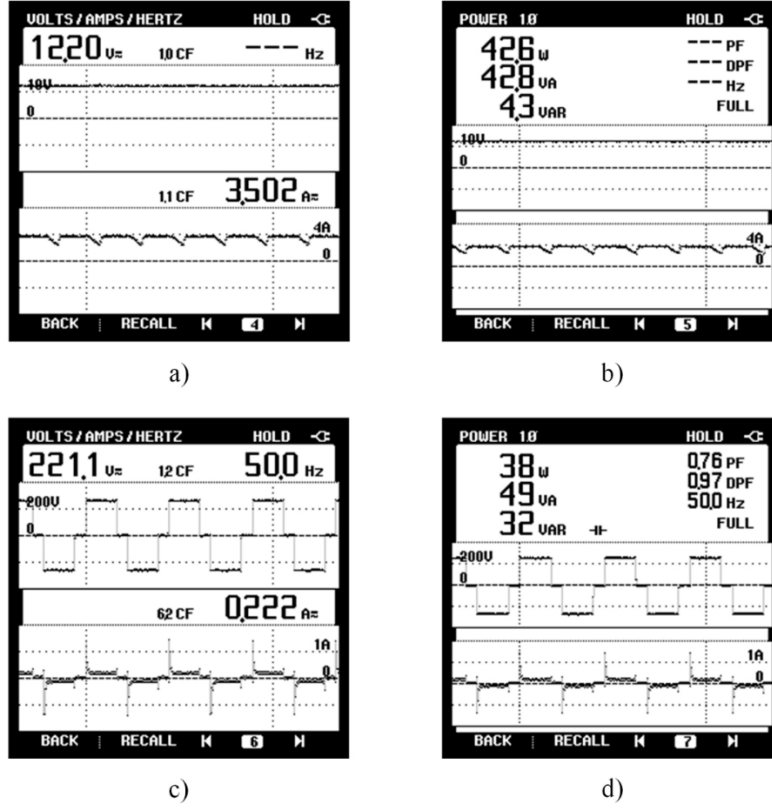 VOLTS/AMPS/HERTZ HOLD
12.20 V≂ 1.0 CF --- Hz
10V
0
1.1 CF 3.502 A≂
4A
0
BACK RECALL 4
a)
POWER 1.0 HOLD
42.6 W --- PF
42.8 VA --- DPF
4.3 VAR --- Hz
FULL
10V
0
4A
0
BACK RECALL 5
b)
VOLTS/AMPS/HERTZ HOLD
221.1 V≂ 1.2 CF 50.0 Hz
200V
0
6.2 CF 0.222 A≂
1A
0
BACK RECALL 6
c)
POWER 1.0 HOLD
38 W 0.76 PF
49 VA 0.97 DPF
32 VAR 50.0 Hz
FULL
200V
0
1A
0
BACK RECALL 7
d)